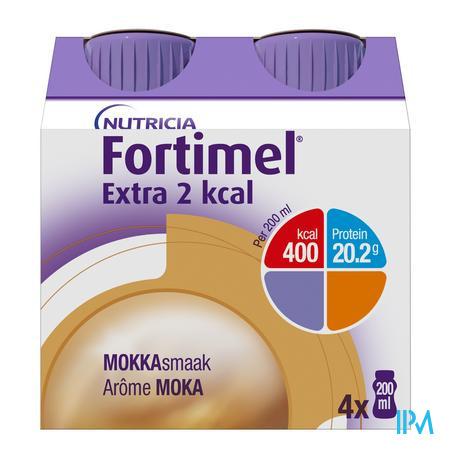 NUTRICIA
Fortimel®
Extra 2 kcal
Per 200 ml
kcal
400
Protein
20.2g
MOKKAsmaak
Arôme MOKA
4x
200
ml
IPM